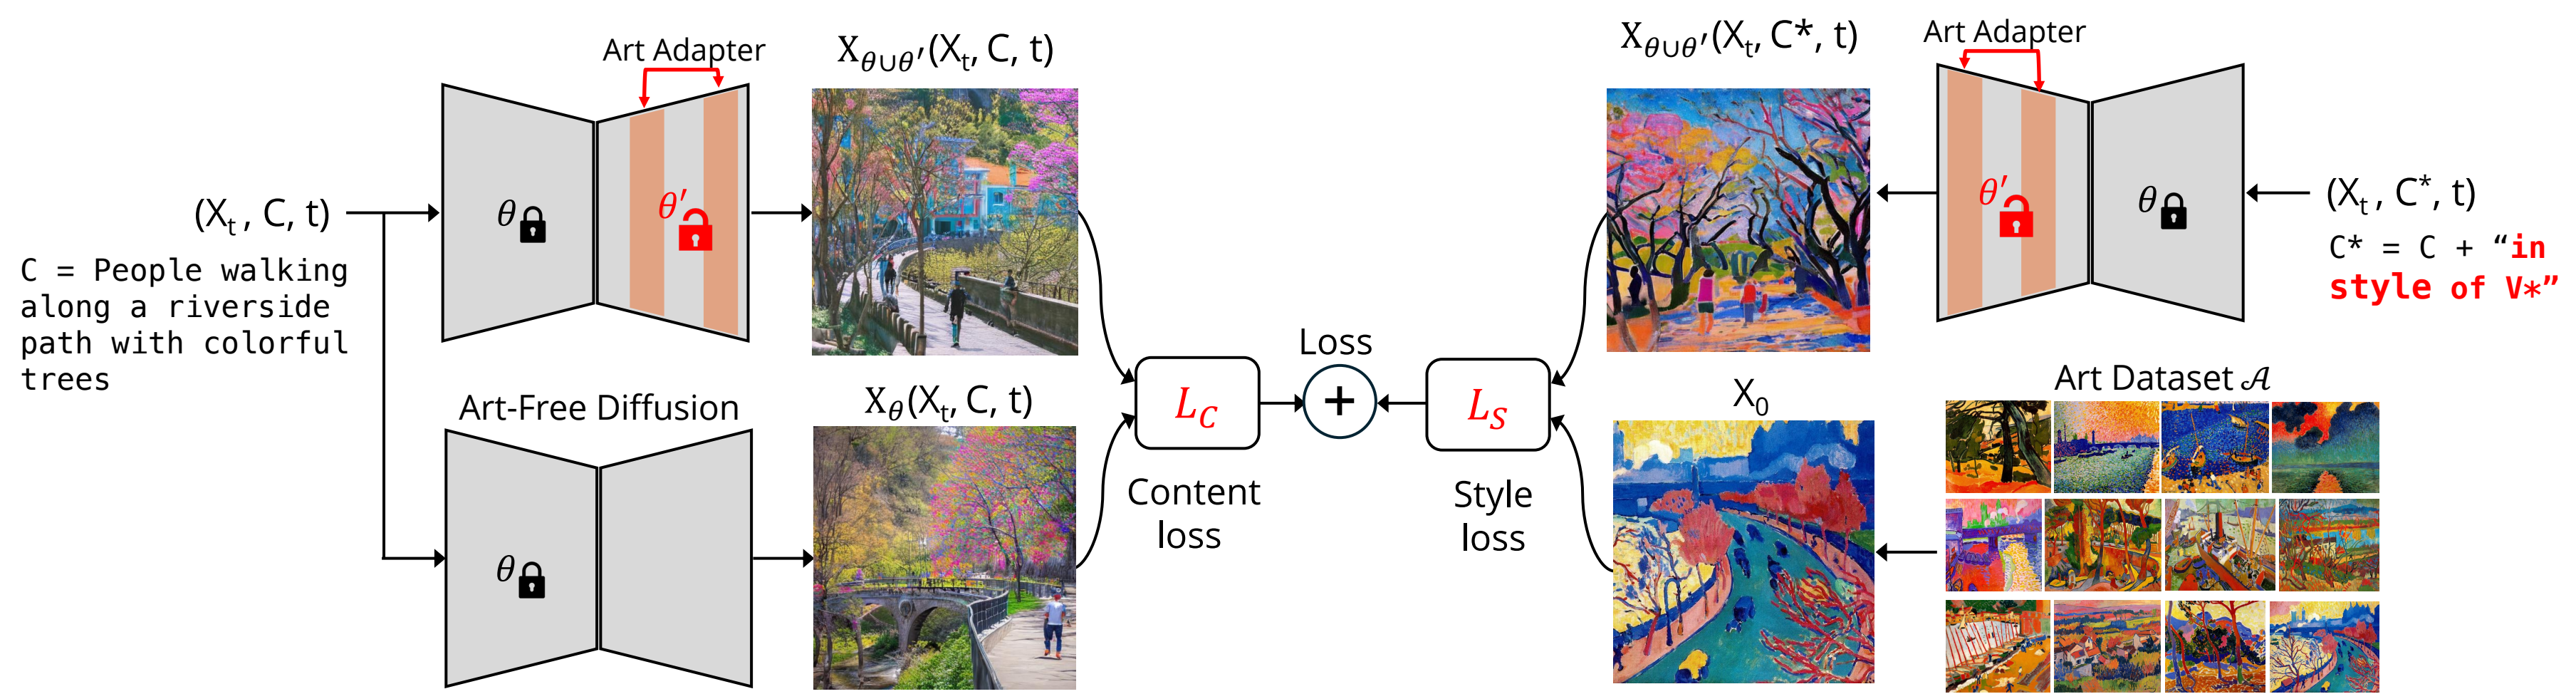 Art Adapter
X_{θ∪θ′}(X_t, C, t)
θ
θ′
(X_t, C, t)
C = People walking
along a riverside
path with colorful
trees
Art-Free Diffusion
X_θ(X_t, C, t)
θ
L_C
Content
loss
Loss
+
L_S
Style
loss
X_{θ∪θ′}(X_t, C*, t)
Art Adapter
θ′
θ
(X_t, C*, t)
C* = C + “in
style of V*”
X_0
Art Dataset 𝒜